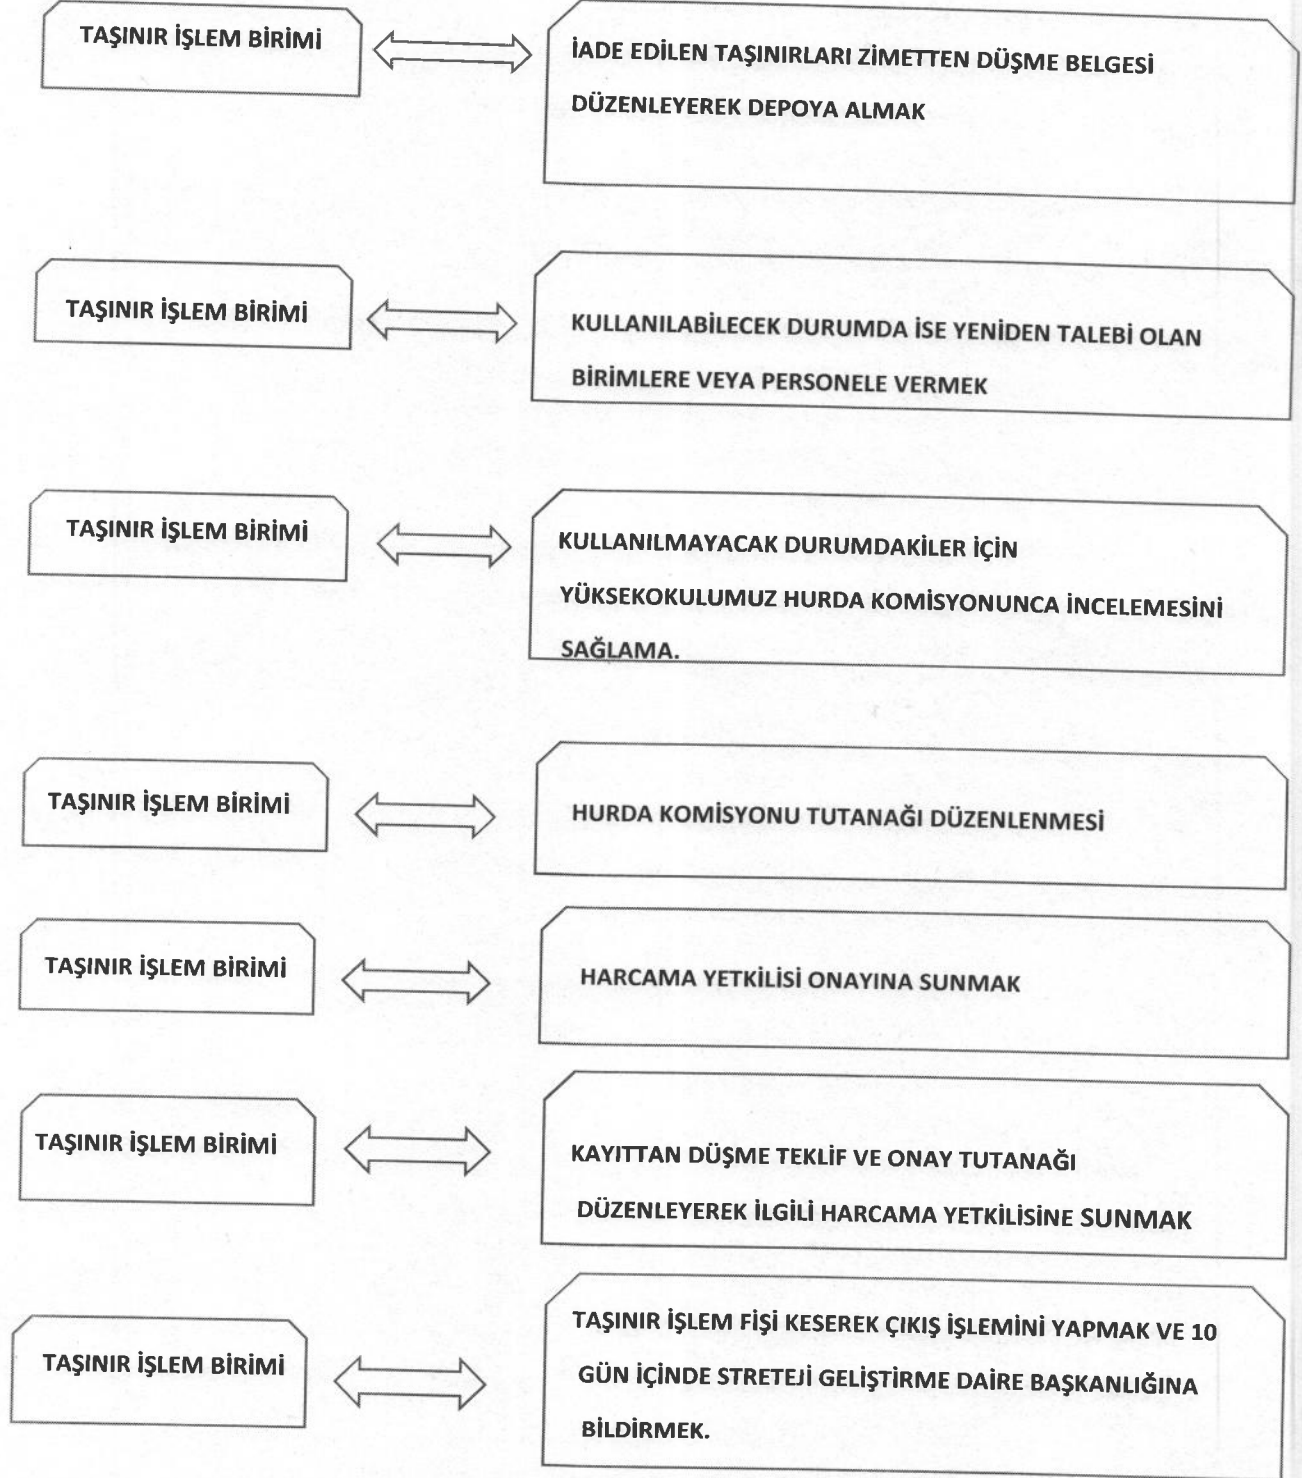 TAŞINIR İŞLEM BİRİMİ
İADE EDİLEN TAŞINIRLARI ZİMETTEN DÜŞME BELGESİ
DÜZENLEYEREK DEPOYA ALMAK
TAŞINIR İŞLEM BİRİMİ
KULLANILABİLECEK DURUMDA İSE YENİDEN TALEBİ OLAN
BİRİMLERE VEYA PERSONELE VERMEK
TAŞINIR İŞLEM BİRİMİ
KULLANILMAYACAK DURUMDAKİLER İÇİN
YÜKSEKOKULUMUZ HURDA KOMİSYONUNCA İNCELEMESİNİ
SAĞLAMA.
TAŞINIR İŞLEM BİRİMİ
HURDA KOMİSYONU TUTANAĞI DÜZENLENMESİ
TAŞINIR İŞLEM BİRİMİ
HARCAMA YETKİLİSİ ONAYINA SUNMAK
TAŞINIR İŞLEM BİRİMİ
KAYITTAN DÜŞME TEKLİF VE ONAY TUTANAĞI
DÜZENLEYEREK İLGİLİ HARCAMA YETKİLİSİNE SUNMAK
TAŞINIR İŞLEM BİRİMİ
TAŞINIR İŞLEM FİŞİ KESEREK ÇIKIŞ İŞLEMİNİ YAPMAK VE 10
GÜN İÇİNDE STRETEJİ GELİŞTİRME DAİRE BAŞKANLIĞINA
BİLDİRMEK.